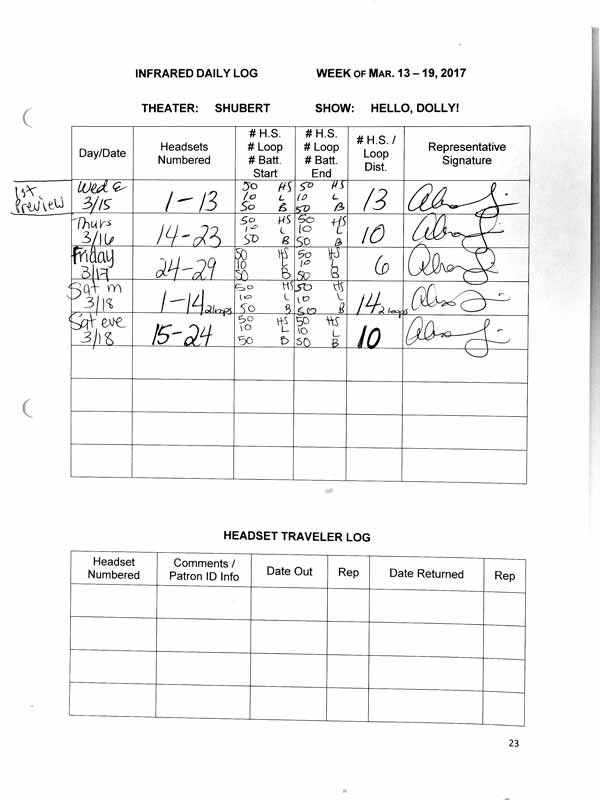 INFRARED DAILY LOG WEEK OF MAR. 13 – 19, 2017
THEATER: SHUBERT SHOW: HELLO, DOLLY!
Day/Date
Headsets
Numbered
# H.S.
# Loop
# Batt.
Start
# H.S.
# Loop
# Batt.
End
# H.S. /
Loop
Dist.
Representative
Signature
1st
Preview
Wed
3/15
1-13
50 HS
10 L
50 B
50 HS
10 L
50 B
13
Thurs
3/16
14-23
50 HS
10 L
50 B
50 HS
10 L
50 B
10
Friday
3/17
24-29
50 HS
10 L
50 B
50 HS
10 L
50 B
6
Sat m
3/18
1-14 2 loops
50 HS
10 L
50 B
50 HS
10 L
50 B
14 2 loops
Sat eve
3/18
15-24
50 HS
10 L
50 B
50 HS
10 L
50 B
10
HEADSET TRAVELER LOG
Headset
Numbered
Comments /
Patron ID Info
Date Out
Rep
Date Returned
Rep
23